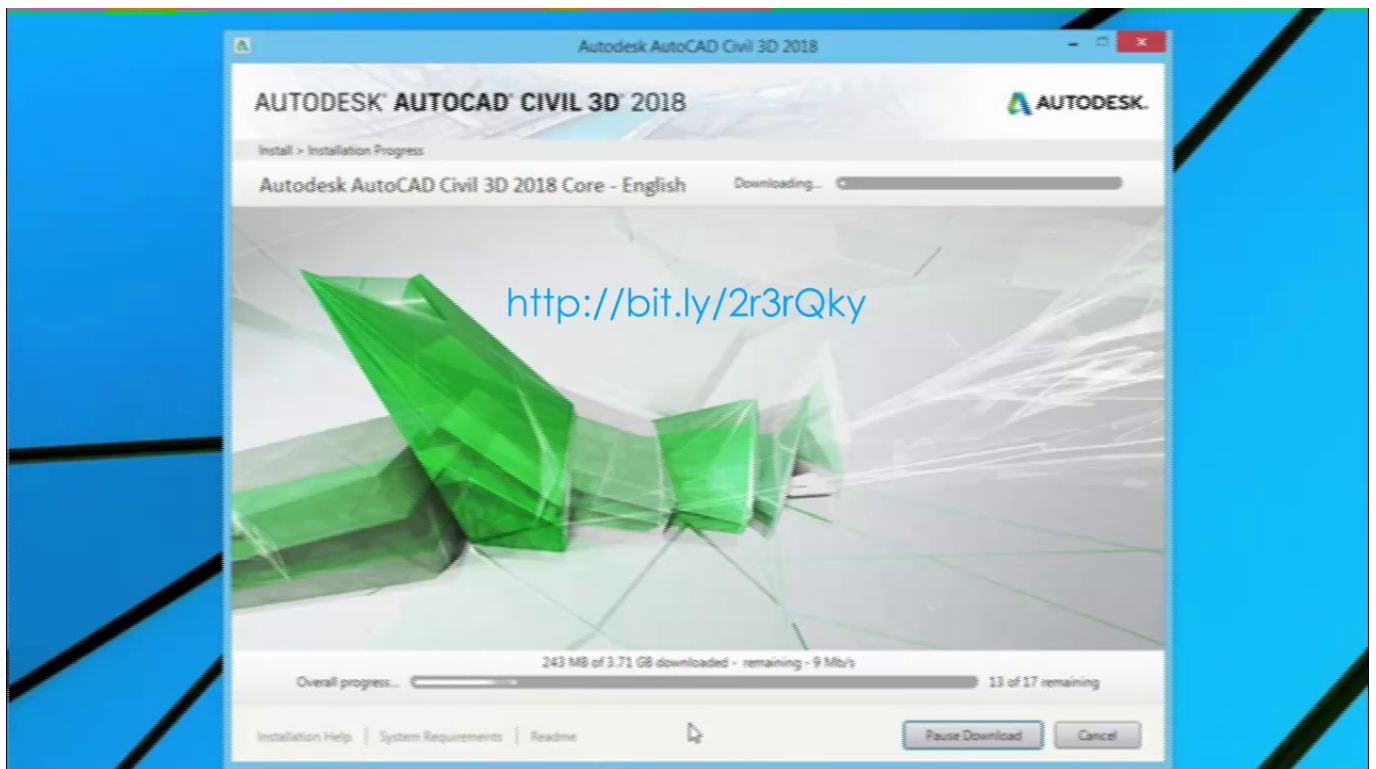 Autodesk AutoCAD Civil 3D 2018
AUTODESK® AUTOCAD® CIVIL 3D® 2018
AUTODESK.
Install > Installation Progress
Autodesk AutoCAD Civil 3D 2018 Core - English
Downloading...
http://bit.ly/2r3rQky
243 MB of 3.71 GB downloaded - remaining - 9 Mb/s
Overall progress...
13 of 17 remaining
Installation Help | System Requirements | Readme
Pause Download
Cancel